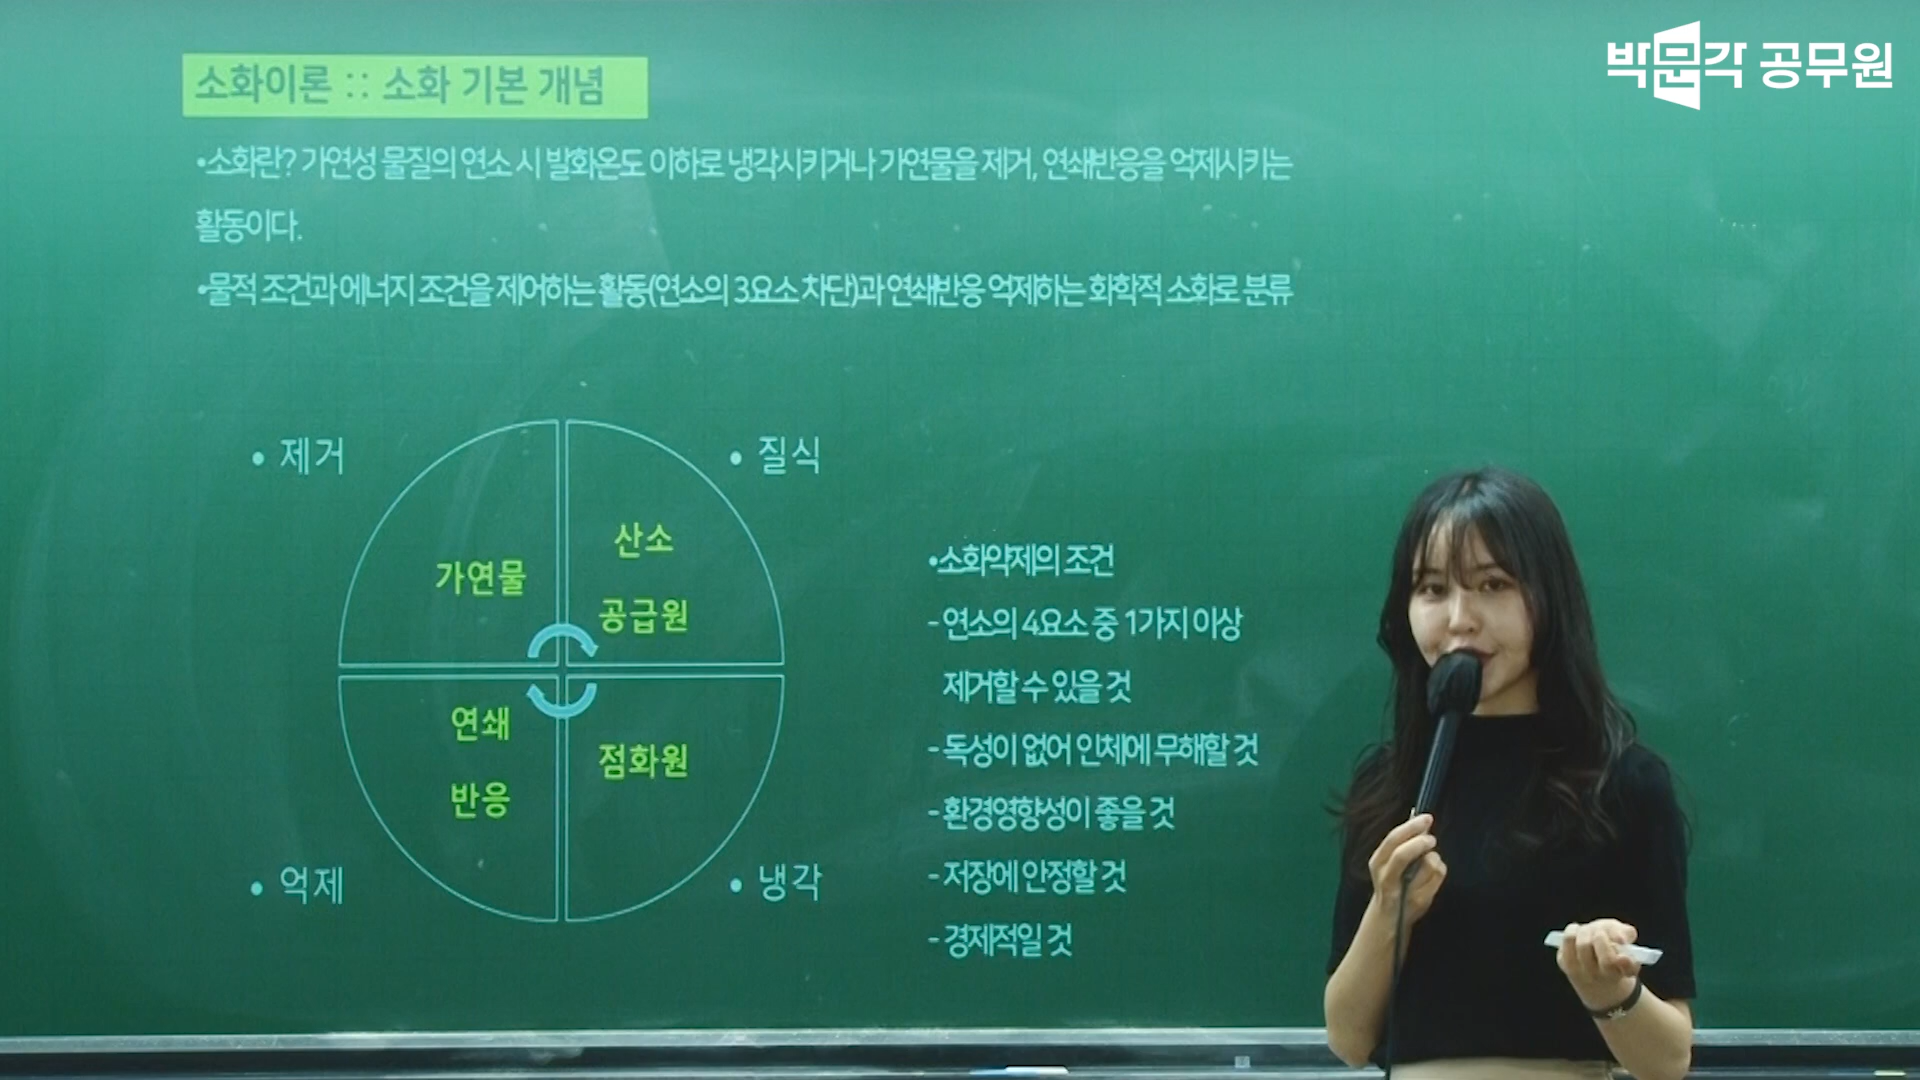 박문각 공무원
소화이론 :: 소화 기본 개념
•소화란? 가연성 물질의 연소 시 발화온도 이하로 냉각시키거나 가연물을 제거, 연쇄반응을 억제시키는
활동이다.
•물적 조건과 에너지 조건을 제어하는 활동(연소의 3요소 차단)과 연쇄반응 억제하는 화학적 소화로 분류
• 제거
• 질식
가연물
산소
공급원
연쇄
반응
점화원
• 억제
• 냉각
•소화약제의 조건
- 연소의 4요소 중 1가지 이상
제거할 수 있을 것
- 독성이 없어 인체에 무해할 것
- 환경영향성이 좋을 것
- 저장에 안정할 것
- 경제적일 것